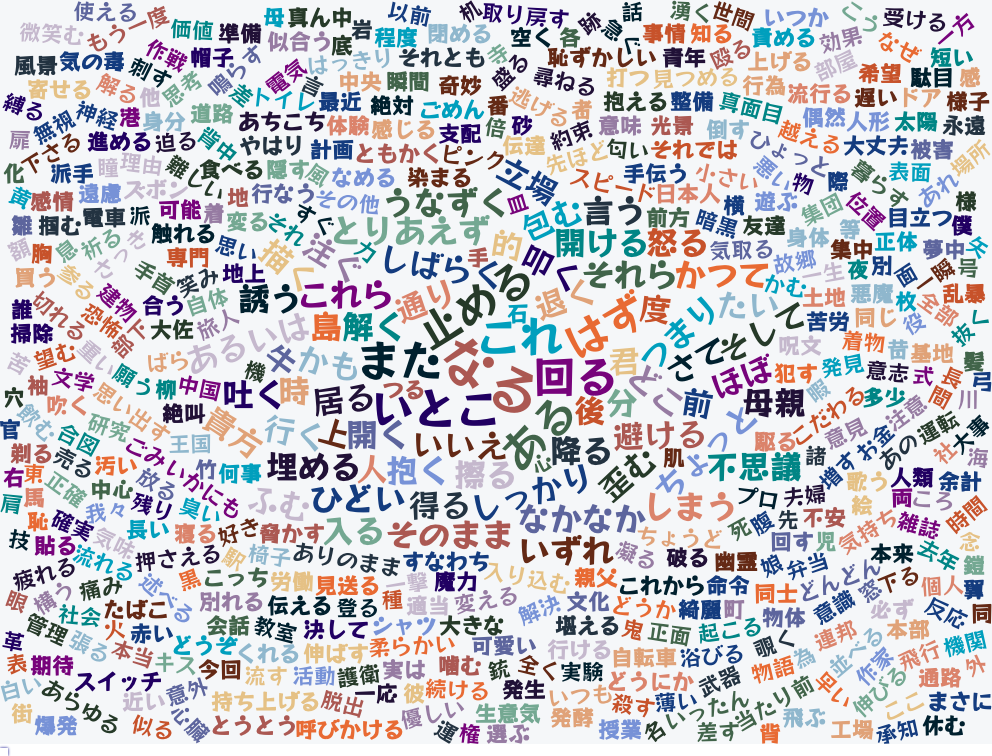 使える
もう一度
微笑む
価値
準備
母
真ん中
似合う
底
岩
以前
程度
閉める
机
取り戻す
跡
急ぐ
話
湧く
世間
いつか
受ける
一方
風景
気の毒
作戦
帽子
はっきり
それとも
寺
空く
各
恥ずかしい
青年
事情
知る
殴る
責める
効果
なぜ
短い
寄せる
解る
刺す
思考
鳴らす
電気
言
中央
瞬間
奇妙
盛る
尋ねる
打つ
見つめる
上げる
行為
部屋
希望
駄目
感
縛る
神経
他
差
トイレ
最近
絶対
ごめん
番
逃げる
者
抱える
整備
真面目
流行る
遅い
ドア
様子
扉
無視
港
身分
道路
あちこち
体験
感じる
支配
倍
砂
約束
意味
光景
倒す
偶然
人形
太陽
永遠
下さる
進める
迫る
背中
やはり
計画
ともかく
ピンク
伝達
先ほど
匂い
それでは
ひょっと
越える
大丈夫
被害
場所
化
派手
瞳
理由
難しい
食べる
隠す
風
なめる
染まる
立場
スピード
手伝う
小さい
悪い
物
際
暮らす
表面
あれ
黄
感情
遠慮
ズボン
地
行なう
その他
うなずく
皿
包む
言う
日本人
前方
横
遊ぶ
集団
位置
様
雛
掴む
電車
派
可能
着
変る
それ
すぐ
とりあえず
的
開ける
怒る
暗黒
友達
等
目立つ
僕
額
胸
息
祈る
さっき
触れる
思い
描く
注ぐ
力
しばらく
手
叩く
それら
かつて
気取る
故郷
身体
集中
正体
夢中
矢
買う
参る
専門
手首
笑み
地上
誘う
これら
通り
止める
石
退く
度
かむ
一生
夜
別
面
一瞬
号
誰
切れる
建物
恐怖
合う
自体
島
解く
これ
はず
つまり
たい
土地
悪魔
枚
全部
乱暴
掃除
部下
大佐
旅人
あるいは
キ
かも
また
な
君
さて
そして
苦労
同じ
役
抜く
苦
望む
重い
ばら
機
回る
どこ
ほぼ
呪文
着物
昔
基地
髪
袖
文学
願う
柳
中国
吐く
時
居る
つる
る
後
分
前
母親
犯す
発見
意志
式
長
弓
穴
吹く
思い出す
絶叫
貴方
いとこ
ある
暇
こだわる
多少
間
川
官
飲む
研究
行く
上
開く
いいえ
降る
避ける
っと
駆る
意見
注意
合図
ごみ
王国
埋める
人
抱く
擦る
心
歪む
肌
ちょっと
不思議
諸
増す
お金
あの
運転
社
大事
剃る
売る
汚い
いかにも
竹
何事
海
右
東
正確
中心
放る
臭い
ふむ
ひどい
得る
しっかり
しまう
プロ
夫婦
歌う
人類
余計
肩
馬
我々
残り
なかなか
死
腹
先
不安
絵
両
ころ
恥
確実
長い
寝る
好き
脅かす
入る
そのまま
いずれ
ちょうど
回す
児
気持ち
雑誌
時間
技
貼る
気味
押さえる
駅
椅子
ありのまま
すなわち
凝る
破る
幽霊
娘
弁当
本来
去年
念
疲れる
流れる
述べる
黒
こっち
労働
見送る
一撃
魔力
入り込む
親父
これから
命令
どんどん
窓
下る
鎧
眼
構う
痛み
別れる
伝える
登る
種
適当
変える
解決
文化
どうか
綺麗
町
同士
物体
意識
個人
翼
社会
たばこ
会話
教室
決して
シャツ
大きな
堪える
鬼
正面
起こる
覗く
必ず
反応
同
革
管理
張る
火
赤い
どうぞ
くれる
伸ばす
柔らかい
可愛い
行ける
自転車
浴びる
連邦
本部
機関
表
期待
本当
キス
今回
流す
活動
護衛
実は
噛む
銃
全く
実験
どうにか
武器
物語
為
並べる
作家
飛行
通路
外
白い
あらゆる
スイッチ
近い
意外
持ち上げる
脱出
一応
彼
続ける
発生
いつも
殺す
薄い
いったん
当たり前
早い
伸びる
ここ
まさに
街
爆発
似る
心臓
とうとう
呼びかける
優しい
運
権
選ぶ
生意気
発酵
授業
名
差す
背
飛ぶ
工場
承知
休む